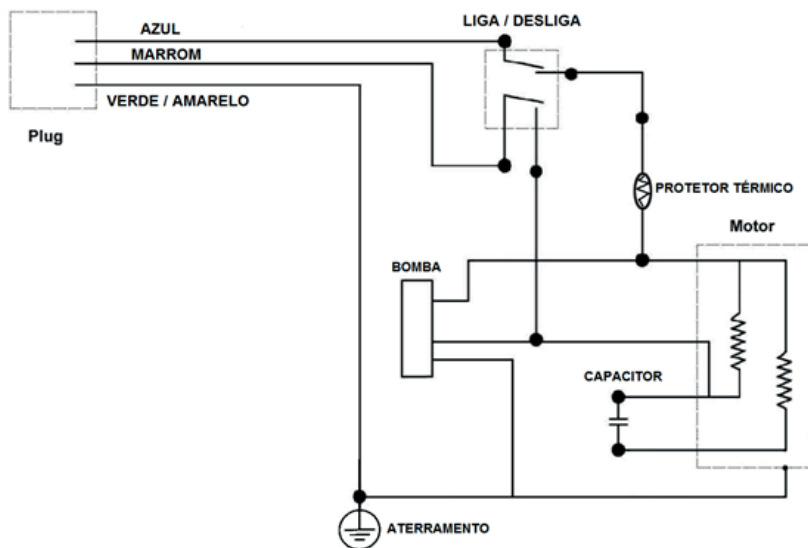 LIGA / DESLIGA
AZUL
MARROM
VERDE / AMARELO
Plug
PROTETOR TÉRMICO
Motor
BOMBA
CAPACITOR
ATERRAMENTO